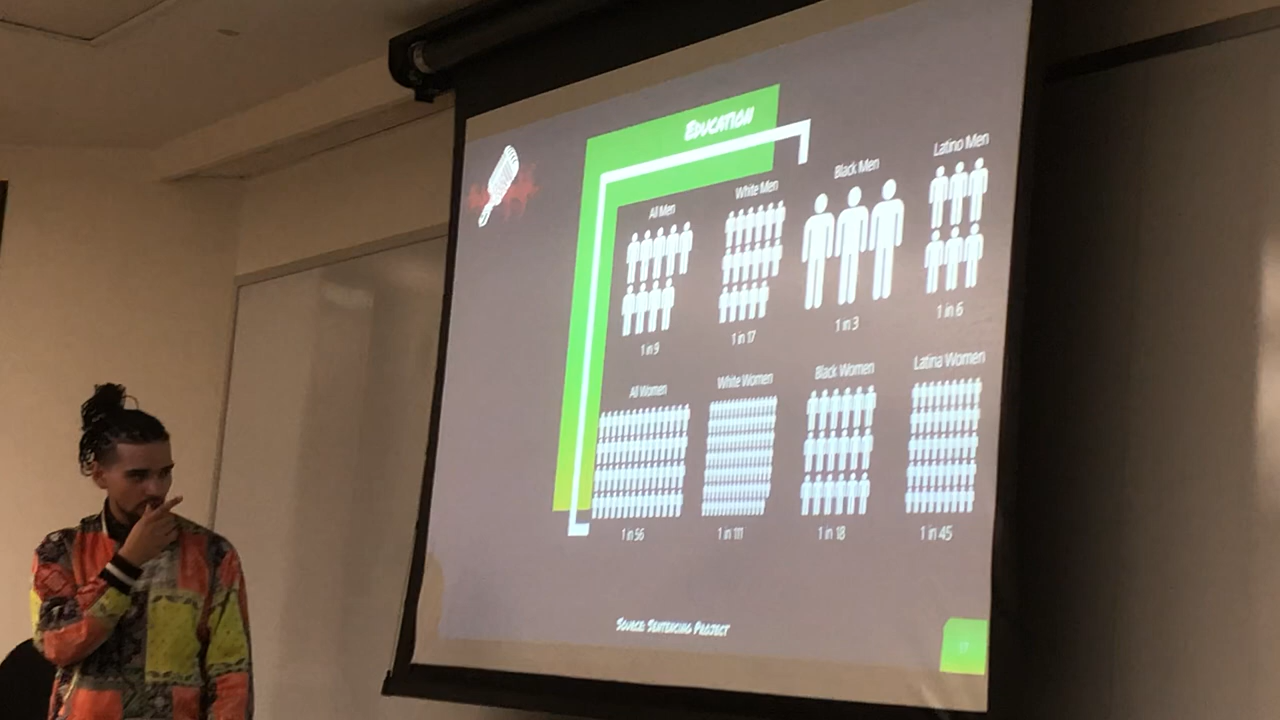 EDUCATION
All Men
White Men
Black Men
Latino Men
1 in 9
1 in 17
1 in 3
1 in 6
All Women
White Women
Black Women
Latina Women
1 in 56
1 in 111
1 in 18
1 in 45
SOURCE: SENTENCING PROJECT
17